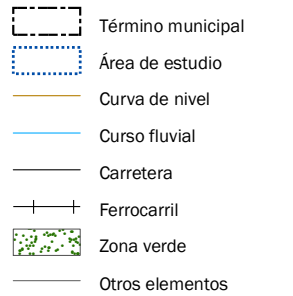 Término municipal
Área de estudio
Curva de nivel
Curso fluvial
Carretera
Ferrocarril
Zona verde
Otros elementos